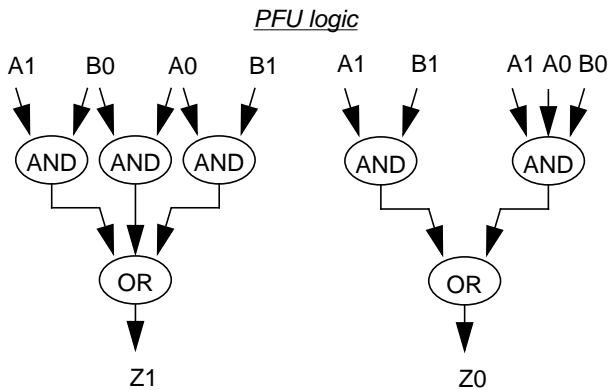 PFU logic
A1 B0 A0 B1 A1 B1 A1 A0 B0
AND AND AND AND AND
OR OR
Z1 Z0